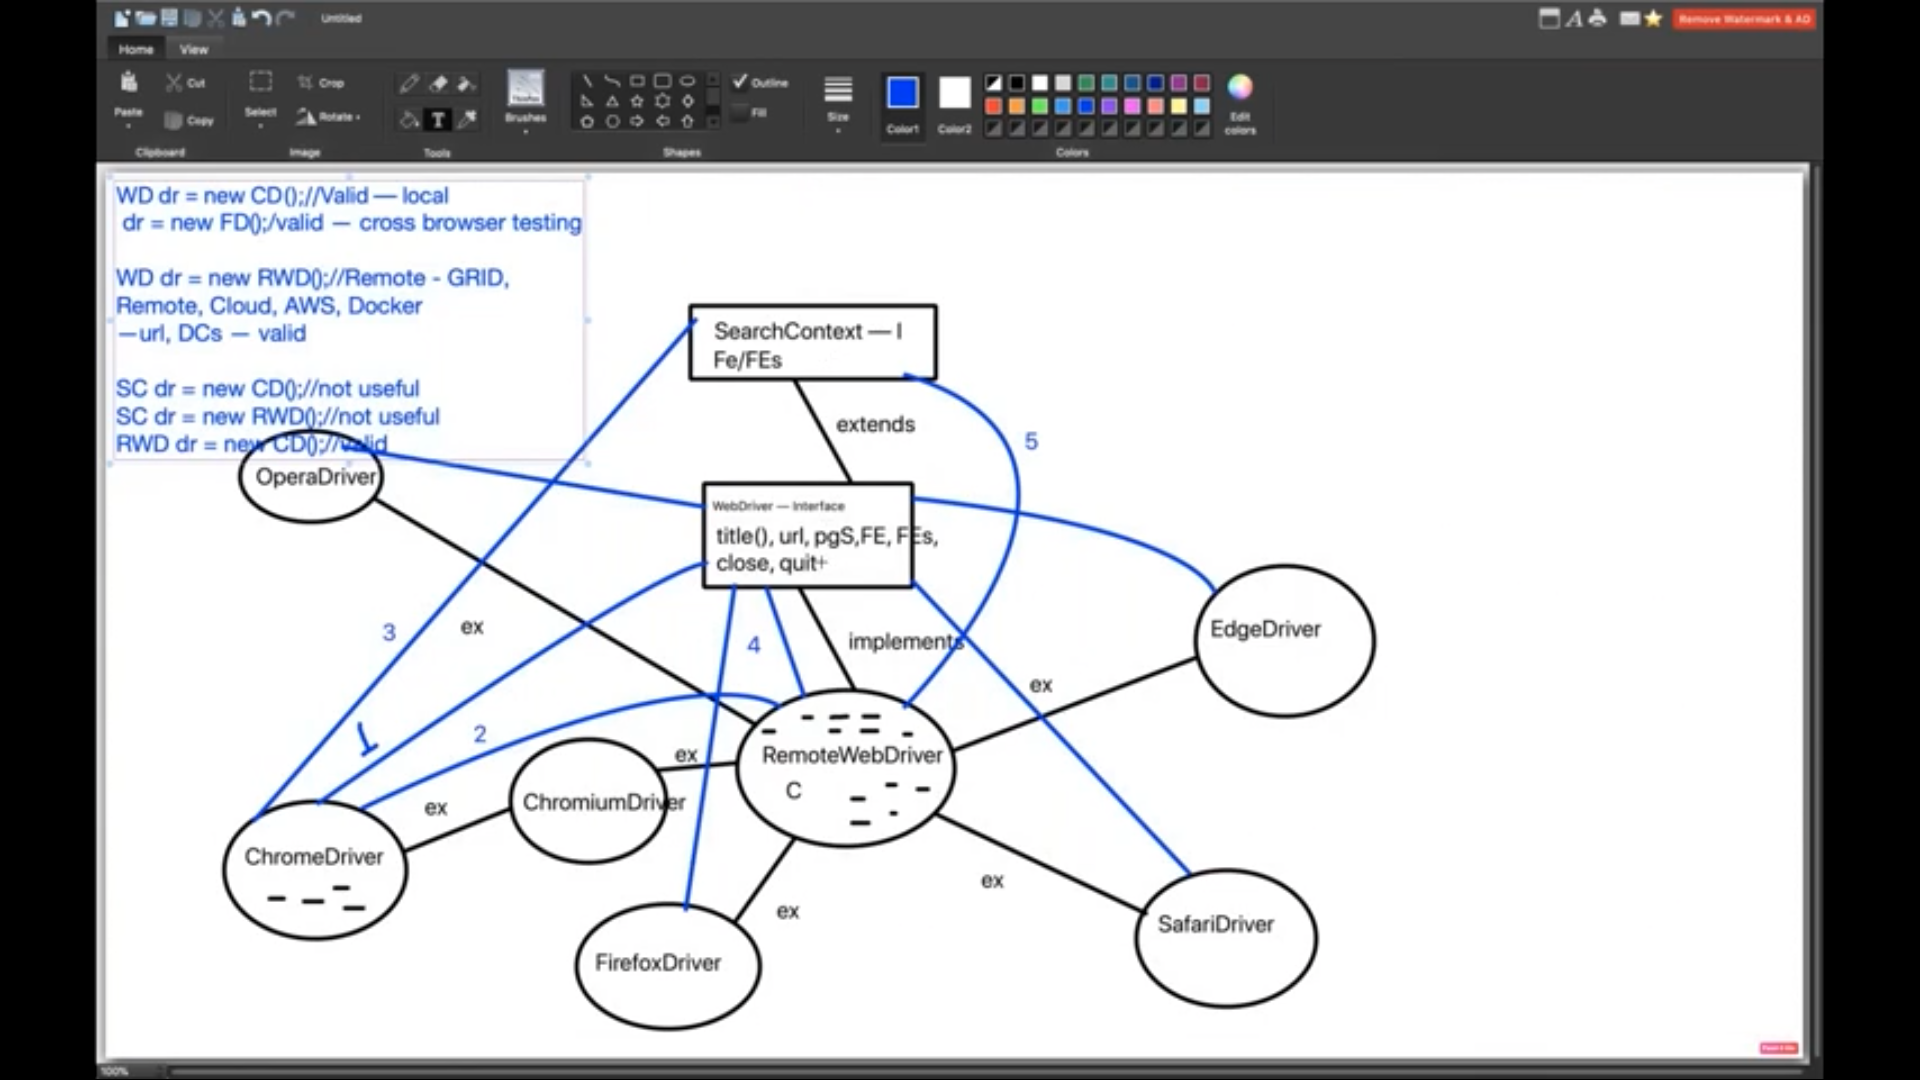 Untitled
Remove Watermark & AD
Home
View
Paste
Cut
Copy
Clipboard
Select
Crop
Rotate
Image
T
Tools
Brushes
Outline
Fill
Shapes
Size
Color1
Color2
Edit
colors
Colors
WD dr = new CD();//Valid — local
dr = new FD();/valid — cross browser testing
WD dr = new RWD();//Remote - GRID,
Remote, Cloud, AWS, Docker
—url, DCs — valid
SC dr = new CD();//not useful
SC dr = new RWD();//not useful
RWD dr = new CD();//valid
SearchContext — I
Fe/FEs
extends
5
OperaDriver
WebDriver — Interface
title(), url, pgS,FE, FEs,
close, quit
3
ex
4
implements
EdgeDriver
ex
1
2
ex
RemoteWebDriver
C
ChromiumDriver
ex
ChromeDriver
ex
ex
FirefoxDriver
SafariDriver
100%